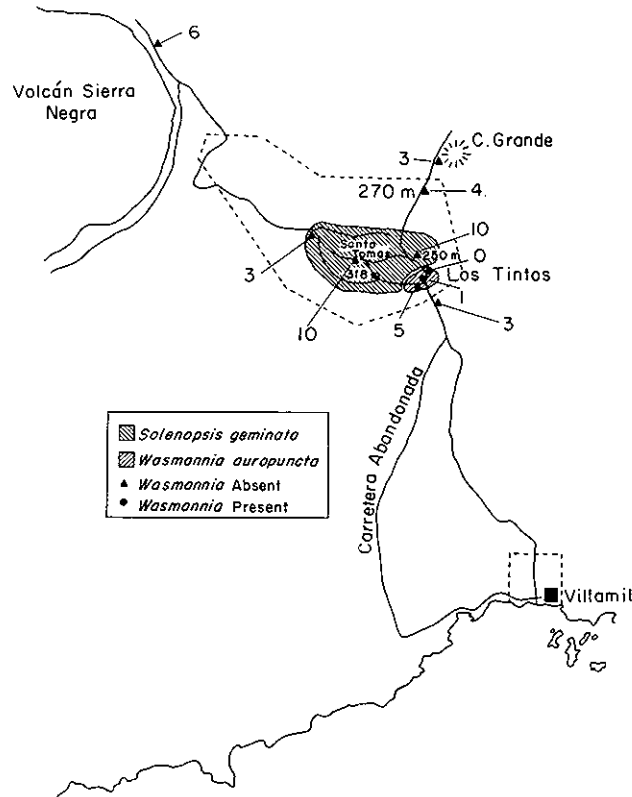 6
Volcán Sierra
Negra
C. Grande
3
270 m
4.
10
Santo
Tomas
250 m
0
3
318
Los Tintos
1
10
5
3
Carretera Abandonada
Solenopsis geminata
Wasmannia auropuncta
Wasmannia Absent
Wasmannia Present
Villamil